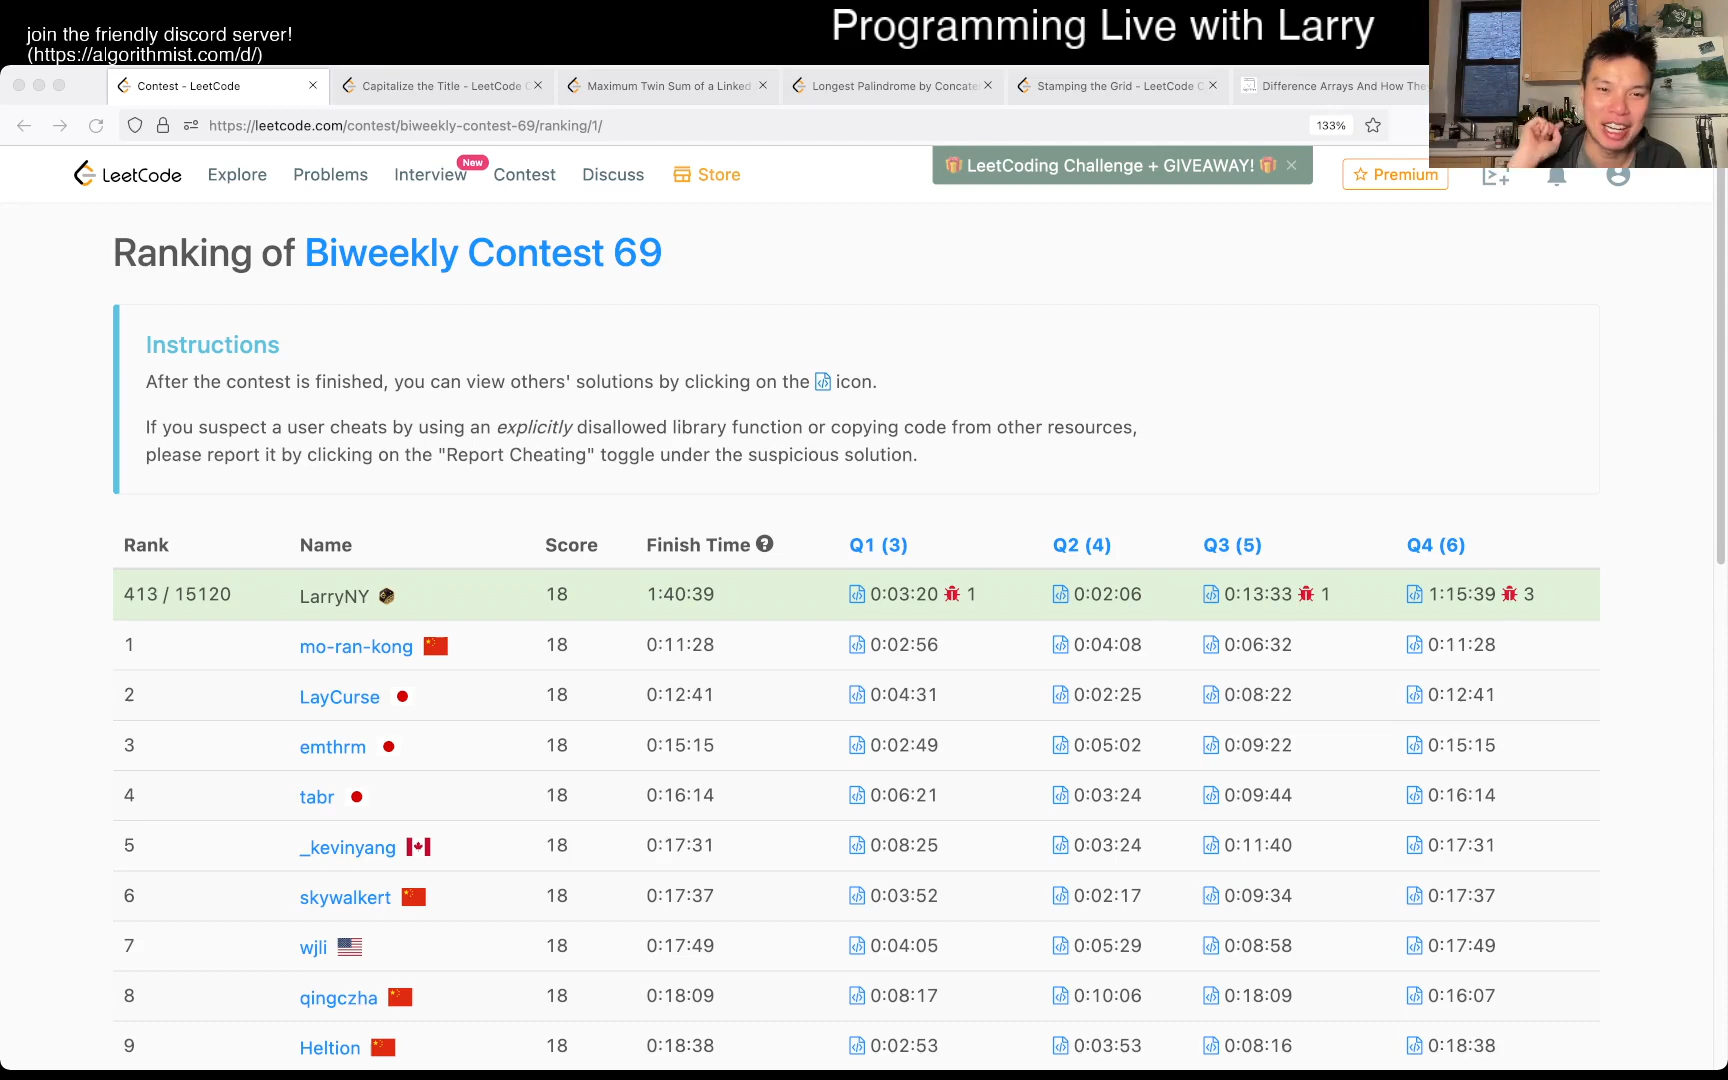 join the friendly discord server!
(https://algorithmist.com/d/)
Programming Live with Larry
Contest - LeetCode
Capitalize the Title - LeetCode C
Maximum Twin Sum of a Linked
Longest Palindrome by Concate
Stamping the Grid - LeetCode C
Difference Arrays And How The
https://leetcode.com/contest/biweekly-contest-69/ranking/1/
133%
LeetCode
Explore
Problems
Interview
New
Contest
Discuss
Store
LeetCoding Challenge + GIVEAWAY!
Premium
Ranking of Biweekly Contest 69
Instructions
After the contest is finished, you can view others' solutions by clicking on the icon.
If you suspect a user cheats by using an explicitly disallowed library function or copying code from other resources,
please report it by clicking on the "Report Cheating" toggle under the suspicious solution.
Rank Name Score Finish Time Q1 (3) Q2 (4) Q3 (5) Q4 (6)
413 / 15120 LarryNY 18 1:40:39 0:03:20 1 0:02:06 0:13:33 1 1:15:39 3
1 mo-ran-kong 18 0:11:28 0:02:56 0:04:08 0:06:32 0:11:28
2 LayCurse 18 0:12:41 0:04:31 0:02:25 0:08:22 0:12:41
3 emthrm 18 0:15:15 0:02:49 0:05:02 0:09:22 0:15:15
4 tabr 18 0:16:14 0:06:21 0:03:24 0:09:44 0:16:14
5 _kevinyang 18 0:17:31 0:08:25 0:03:24 0:11:40 0:17:31
6 skywalkert 18 0:17:37 0:03:52 0:02:17 0:09:34 0:17:37
7 wjli 18 0:17:49 0:04:05 0:05:29 0:08:58 0:17:49
8 qingczha 18 0:18:09 0:08:17 0:10:06 0:18:09 0:16:07
9 Heltion 18 0:18:38 0:02:53 0:03:53 0:08:16 0:18:38